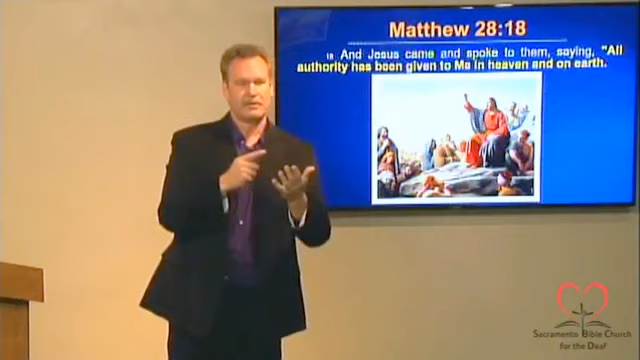 Matthew 28:18
18 And Jesus came and spoke to them, saying, "All
authority has been given to Me in heaven and on earth.
Sacramento Bible Church
for the Deaf